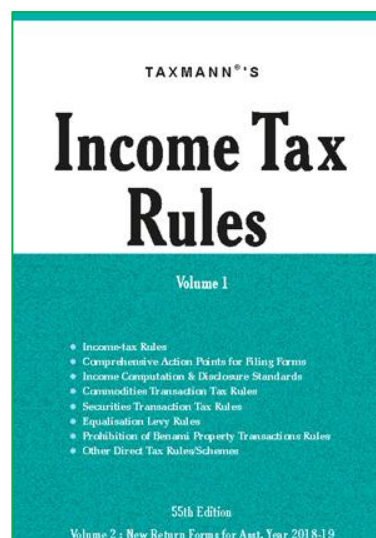 TAXMANN®'S
Income Tax
Rules
Volume 1
Income-tax Rules
Comprehensive Action Points for Filing Forms
Income Computation & Disclosure Standards
Commodities Transaction Tax Rules
Securities Transaction Tax Rules
Equalisation Levy Rules
Prohibition of Benami Property Transactions Rules
Other Direct Tax Rules/Schemes
55th Edition
Volume 2 : New Return Forms for Asst. Year 2018-19